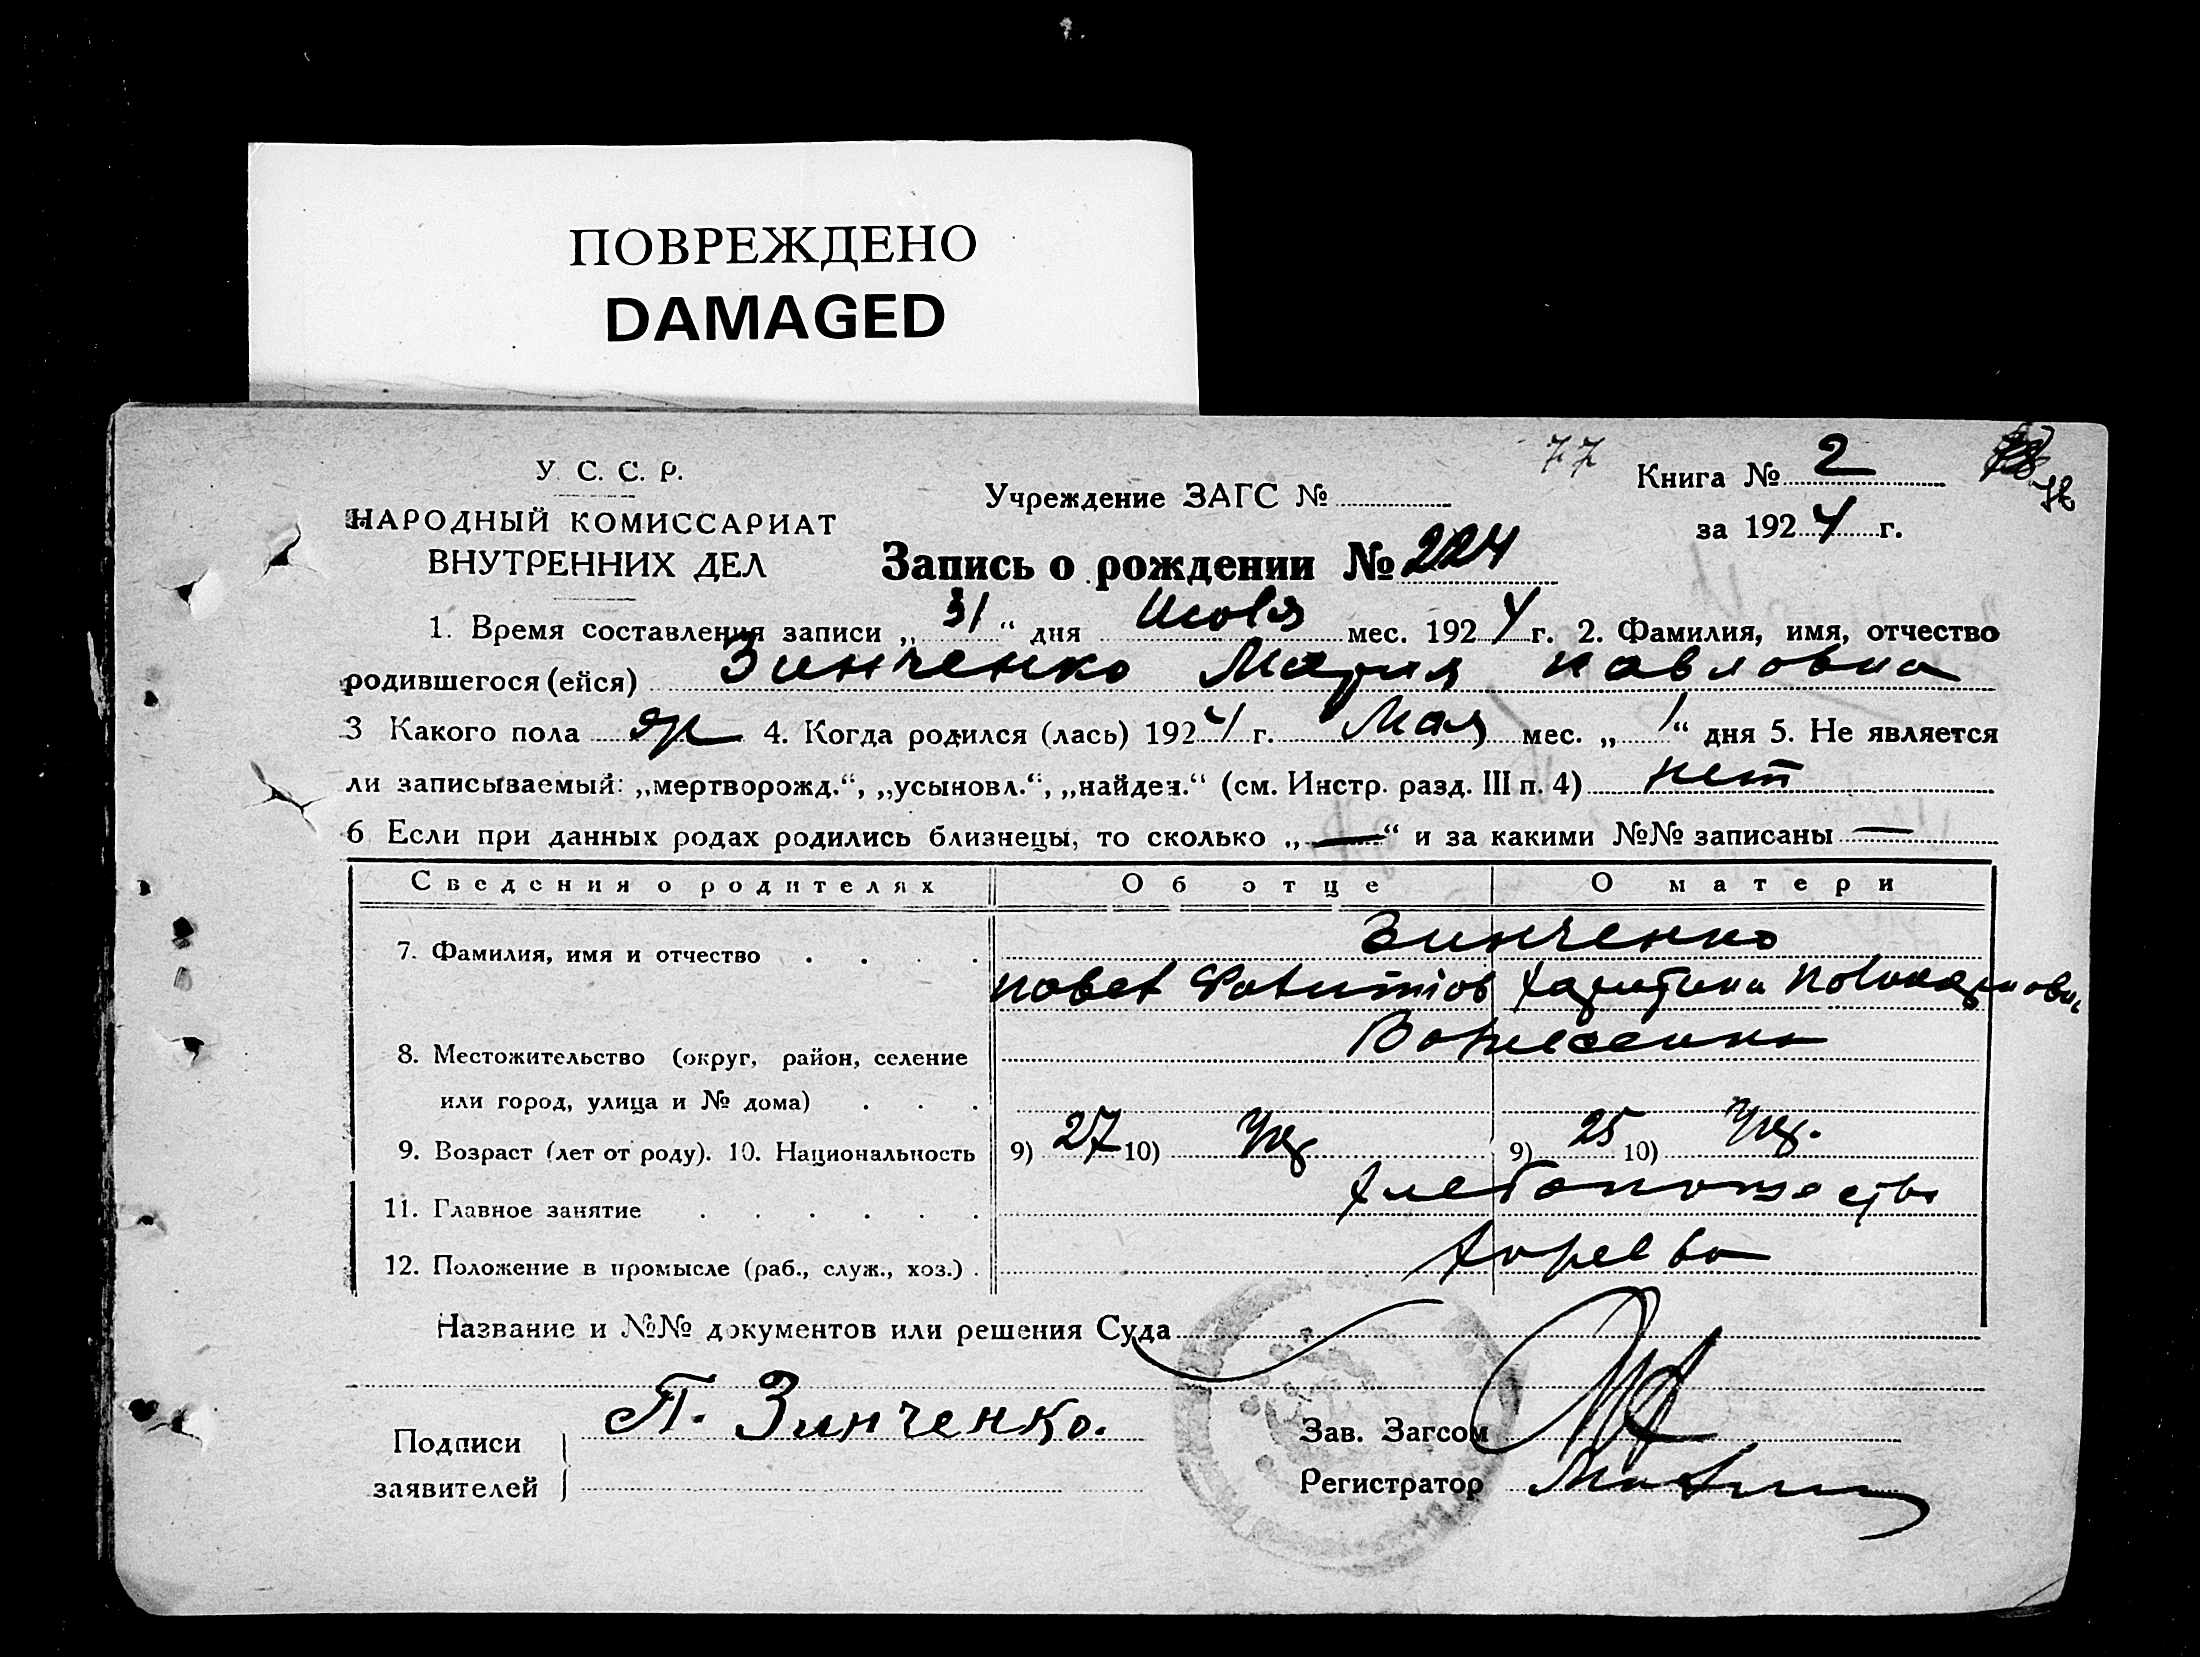 ПОВРЕЖДЕНО
DAMAGED
77
У. С. С. Р.
НАРОДНЫЙ КОМИССАРИАТ
ВНУТРЕННИХ ДЕЛ
Учреждение ЗАГС №
Книга № 2
за 1924 г.
Запись о рождении № 224
1. Время составления записи „ 31 “ дня Июля мес. 1924 г. 2. Фамилия, имя, отчество
родившегося (ейся) Зинченко Мария Павловна
3 Какого пола 4. Когда родился (лась) 1924 г. Мая мес. „ 1 “ дня 5. Не является
ли записываемый: „мертворожд.“, „усыновл.“, „найден.“ (см. Инстр. разд. III п. 4) нет
6 Если при данных родах родились близнецы, то сколько „—“ и за какими №№ записаны —
Сведения о родителях Об отце О матери
7. Фамилия, имя и отчество . . . . Зинченко
Павел Харитина
8. Местожительство (округ, район, селение
или город, улица и № дома) . . .
9. Возраст (лет от роду). 10. Национальность 9) 27 10) Укр 9) 25 10) Укр.
11. Главное занятие . . . . . . Хлебопашество
12. Положение в промысле (раб., служ., хоз.) .
Название и №№ документов или решения Суда
Подписи заявителей П. Зинченко.
Зав. Загсом
Регистратор